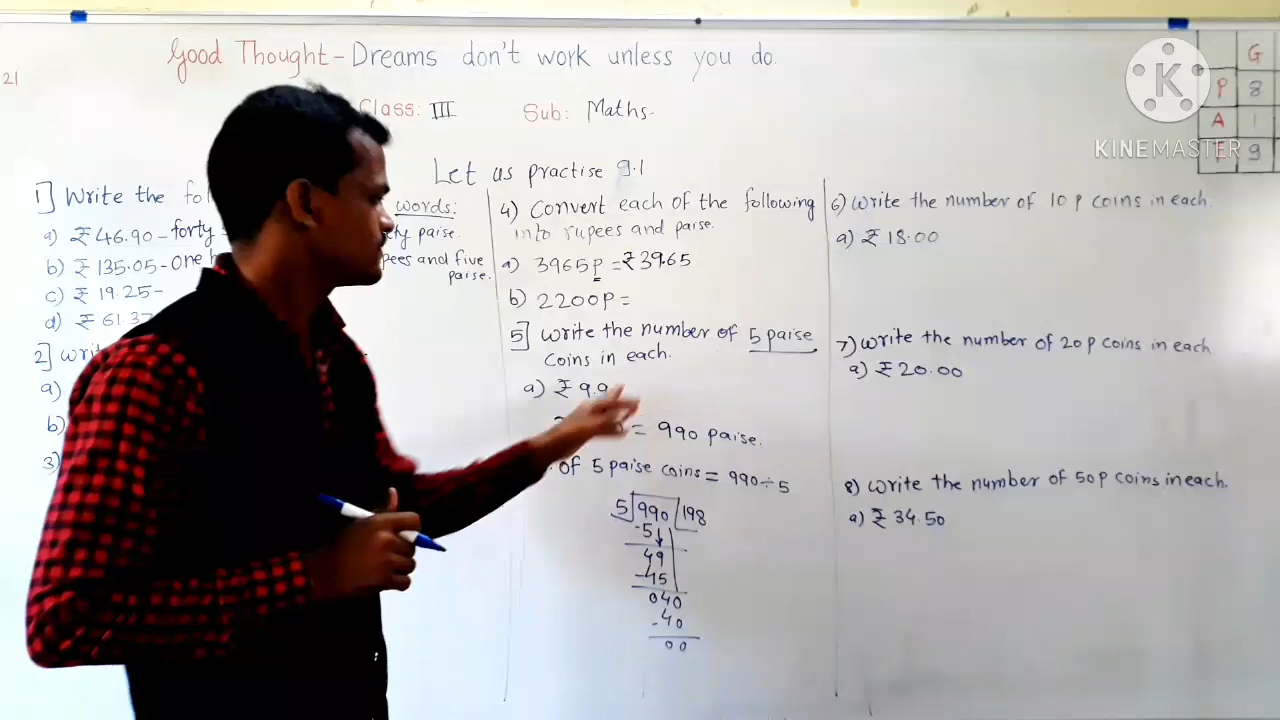 Good Thought - Dreams don't work unless you do.
21
Class: III Sub: Maths.
Let us practise 9.1
1] Write the words:
a) ₹46.90 - forty paise.
b) ₹135.05 - one and five
paise.
c) ₹ 19.25 -
d) ₹ 61.37
2]
a)
b)
3)
4) Convert each of the following
into rupees and paise.
a) 3965p = ₹39.65
b) 2200P =
5] Write the number of 5 paise
coins in each.
a) ₹ 9.9
= 990 paise.
of 5 paise coins = 990÷5
5 990 198
-5
49
-45
040
-40
00
6) Write the number of 10 p coins in each.
a) ₹ 18.00
7) Write the number of 20p coins in each
a) ₹20.00
8) Write the number of 50p coins in each.
a) ₹ 34.50
G
P 8
A 1
9
K
KINEMASTER